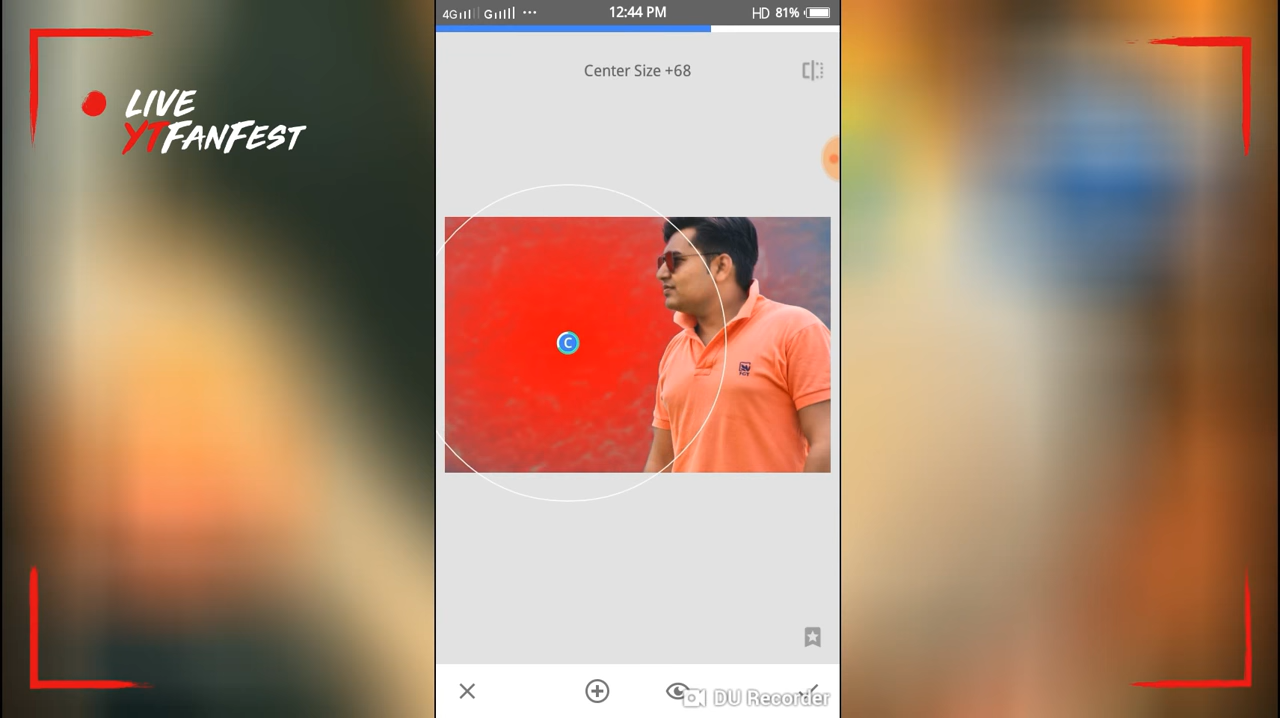 4G G ... 12:44 PM HD 81%
Center Size +68
LIVE
YTFANFEST
C
DU Recorder